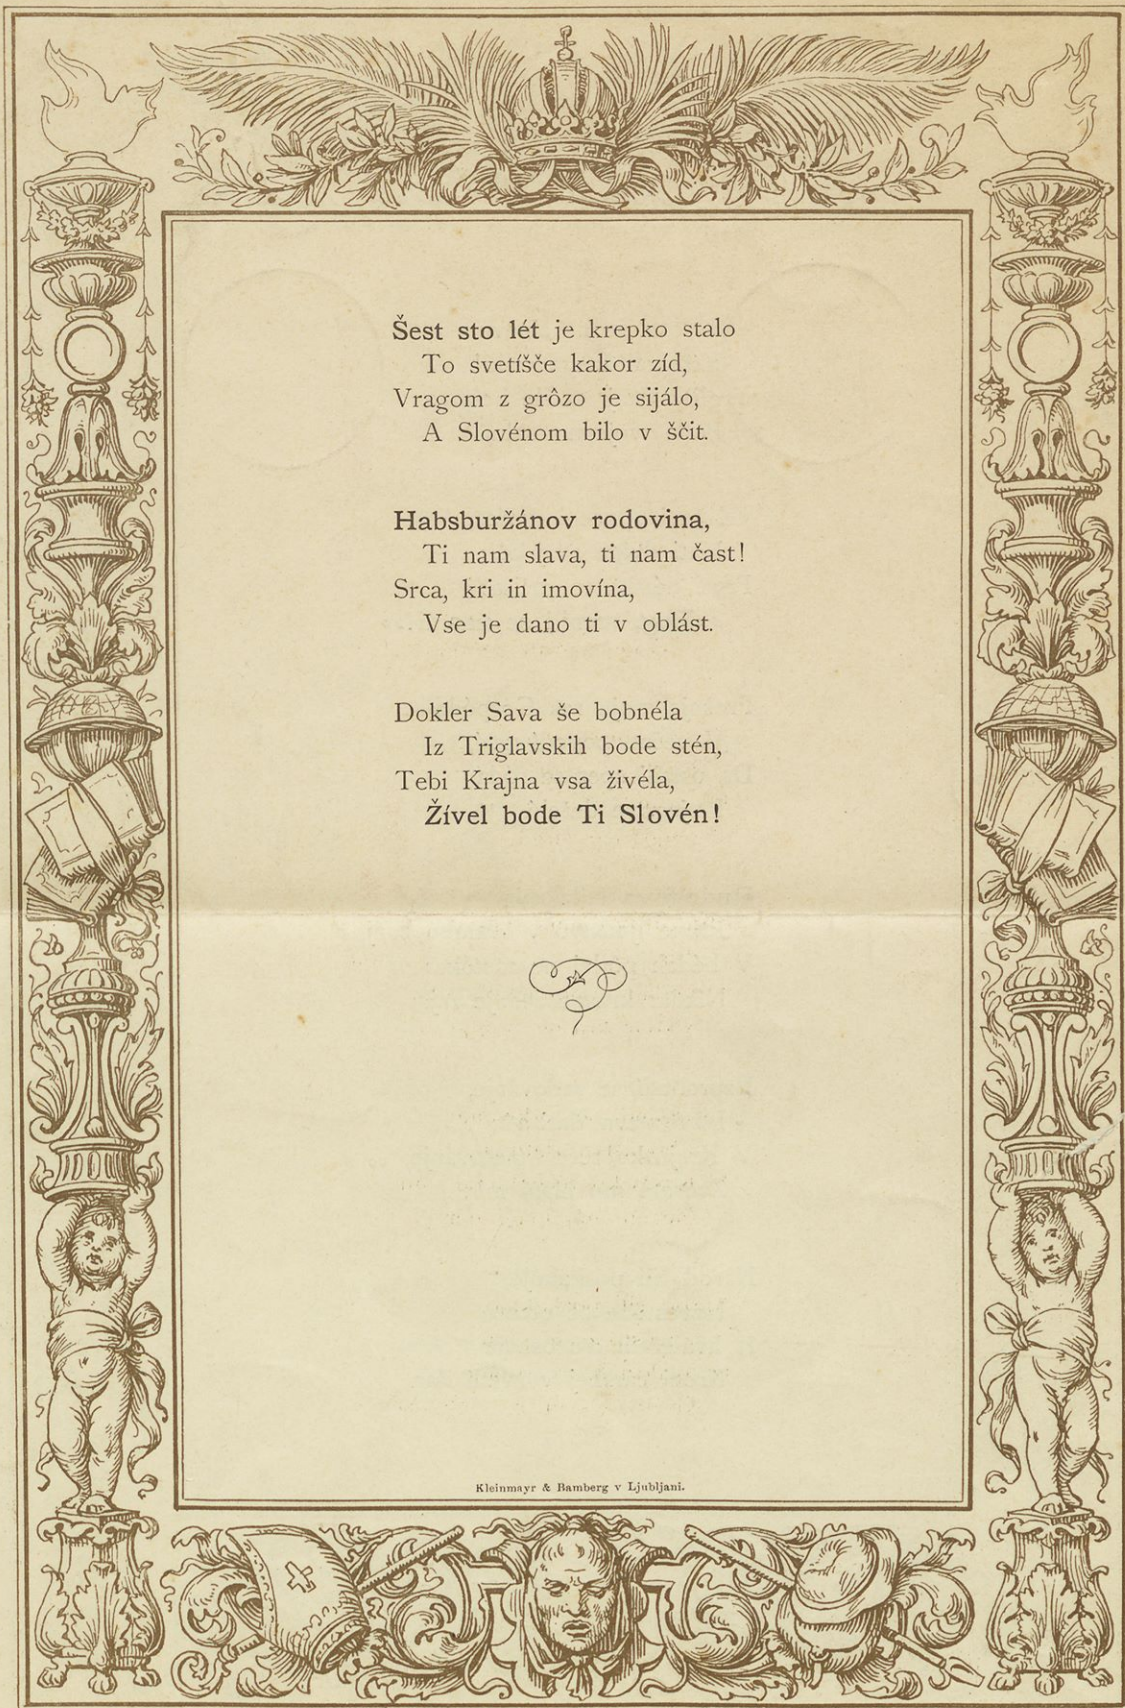 Šest sto lét je krepko stalo
To svetíšče kakor zíd,
Vragom z grôzo je sijálo,
A Slovénom bilo v ščit.
Habsburžánov rodovina,
Ti nam slava, ti nam čast!
Srca, kri in imovína,
Vse je dano ti v oblást.
Dokler Sava še bobnéla
Iz Triglavskih bode stén,
Tebi Krajna vsa živéla,
Žível bode Ti Slovén!
Kleinmayr & Bamberg v Ljubljani.